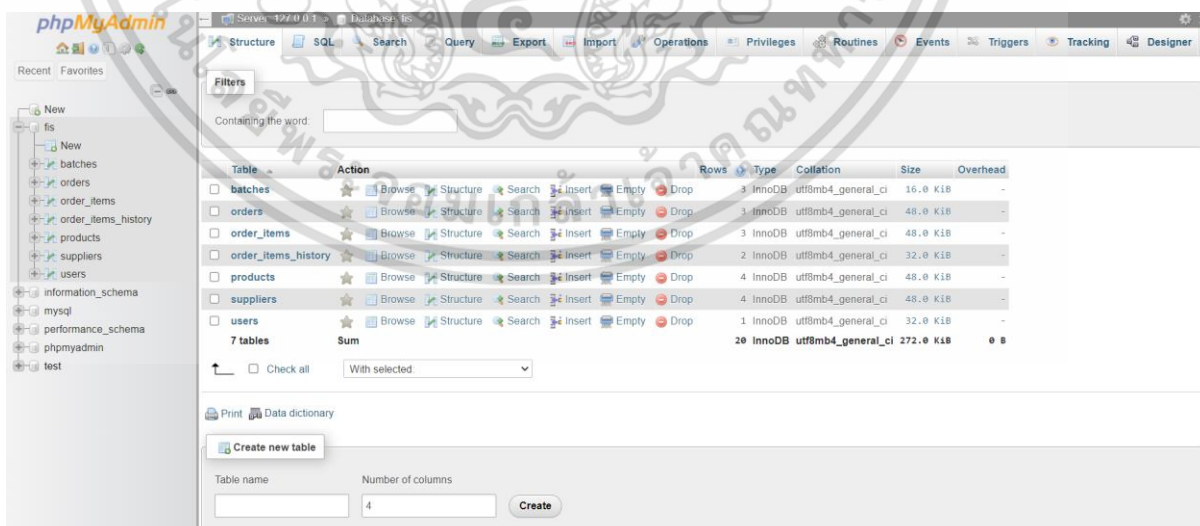 phpMyAdmin
Recent Favorites
New
fis
New
batches
orders
order_items
order_items_history
products
suppliers
users
information_schema
mysql
performance_schema
phpmyadmin
test
Server: 127.0.0.1 » Database: fis
Structure SQL Search Query Export Import Operations Privileges Routines Events Triggers Tracking Designer
Filters
Containing the word:
Table Action Rows Type Collation Size Overhead
batches Browse Structure Search Insert Empty Drop 3 InnoDB utf8mb4_general_ci 16.0 KiB -
orders Browse Structure Search Insert Empty Drop 3 InnoDB utf8mb4_general_ci 48.0 KiB -
order_items Browse Structure Search Insert Empty Drop 3 InnoDB utf8mb4_general_ci 48.0 KiB -
order_items_history Browse Structure Search Insert Empty Drop 2 InnoDB utf8mb4_general_ci 32.0 KiB -
products Browse Structure Search Insert Empty Drop 4 InnoDB utf8mb4_general_ci 48.0 KiB -
suppliers Browse Structure Search Insert Empty Drop 4 InnoDB utf8mb4_general_ci 48.0 KiB -
users Browse Structure Search Insert Empty Drop 1 InnoDB utf8mb4_general_ci 32.0 KiB -
7 tables Sum 20 InnoDB utf8mb4_general_ci 272.0 KiB 0 B
Check all With selected:
Print Data dictionary
Create new table
Table name Number of columns
4 Create